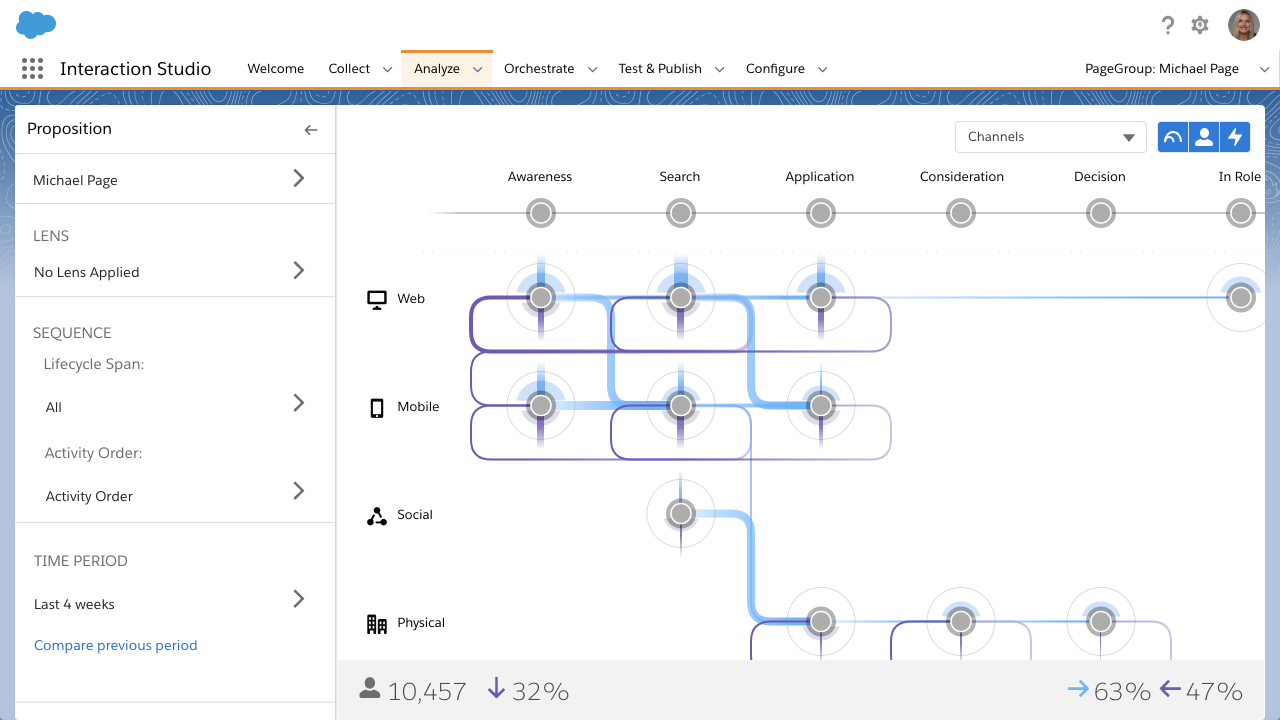 ?
Interaction Studio
Welcome
Collect
Analyze
Orchestrate
Test & Publish
Configure
PageGroup: Michael Page
Proposition
Michael Page
LENS
No Lens Applied
SEQUENCE
Lifecycle Span:
All
Activity Order:
Activity Order
TIME PERIOD
Last 4 weeks
Compare previous period
Channels
Awareness
Search
Application
Consideration
Decision
In Role
Web
Mobile
Social
Physical
10,457
32%
63%
47%